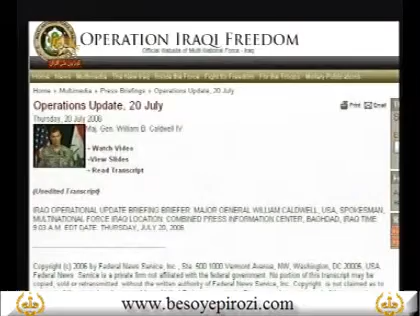 OPERATION IRAQI FREEDOM
Official Website of Multi-National Force - Iraq
Home News Multimedia The New Iraq Inside the Force Fight for Freedom For the Troops Military Publications
Home » Multimedia » Press Briefings » Operations Update, 20 July
Operations Update, 20 July
Print Email
Thursday, 20 July 2006
Maj. Gen. William B. Caldwell IV
- Watch Video
-View Slides
- Read Transcript
(Unedited Transcript)
IRAQ OPERATIONAL UPDATE BRIEFING BRIEFER: MAJOR GENERAL WILLIAM CALDWELL, USA, SPOKESMAN,
MULTINATIONAL FORCE IRAQ LOCATION: COMBINED PRESS INFORMATION CENTER, BAGHDAD, IRAQ TIME:
9:03 A.M. EDT DATE: THURSDAY, JULY 20, 2006
Copyright (c) 2006 by Federal News Service, Inc., Ste. 500 1000 Vermont Avenue, NW, Washington, DC 20005, USA.
Federal News Service is a private firm not affiliated with the federal government. No portion of this transcript may be
copied, sold or retransmitted without the written authority of Federal News Service, Inc. Copyright is not claimed as to
www.besoyepirozi.com